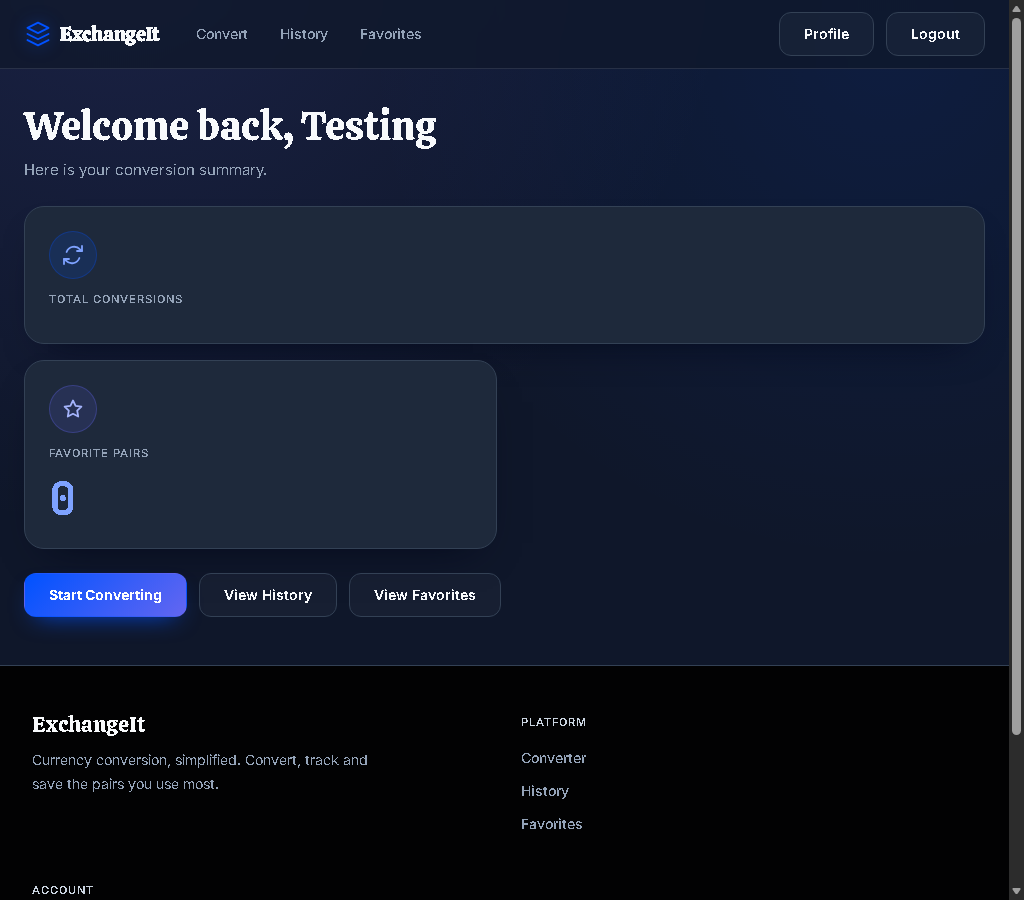 ExchangeIt
Convert
History
Favorites
Profile
Logout
Welcome back, Testing
Here is your conversion summary.
TOTAL CONVERSIONS
FAVORITE PAIRS
0
Start Converting
View History
View Favorites
ExchangeIt
Currency conversion, simplified. Convert, track and
save the pairs you use most.
PLATFORM
Converter
History
Favorites
ACCOUNT